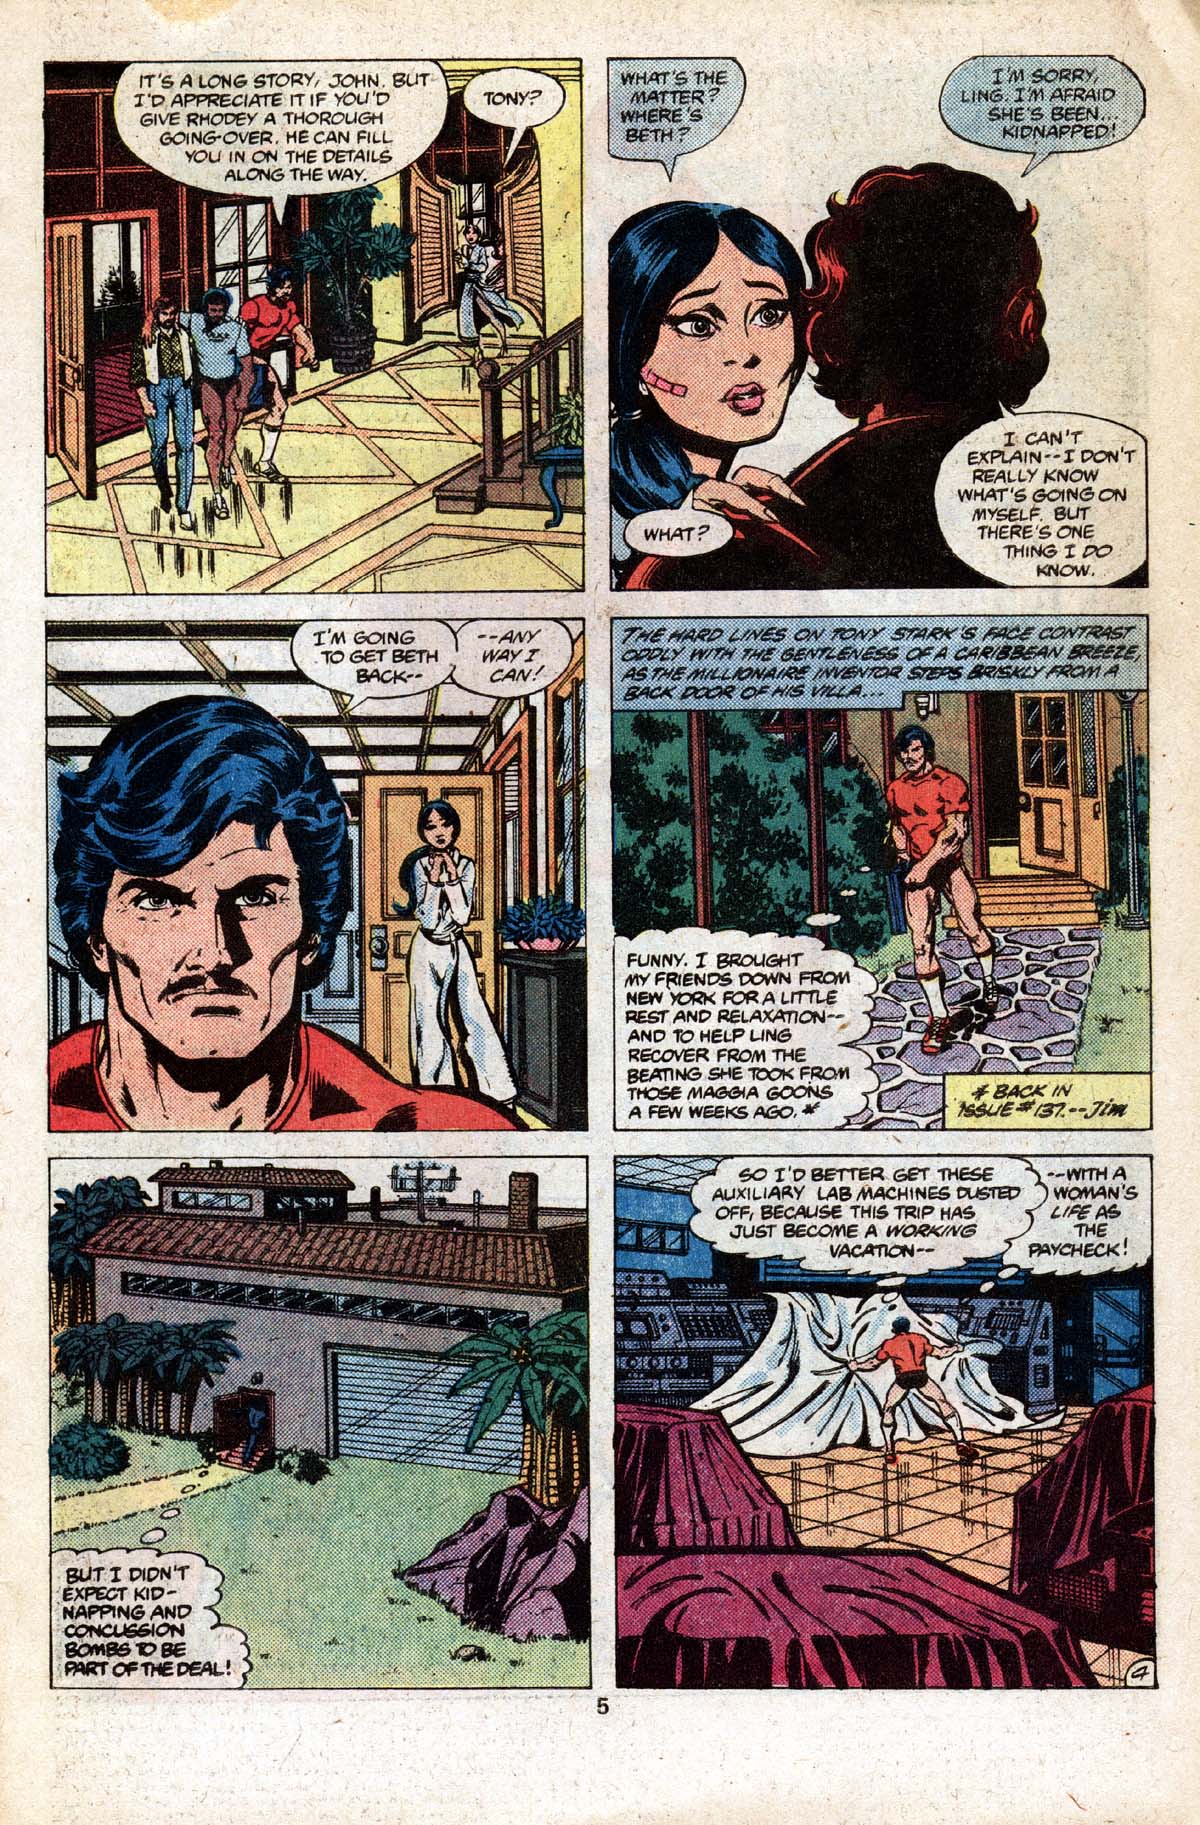 IT'S A LONG STORY, JOHN. BUT
I'D APPRECIATE IT IF YOU'D
GIVE RHODEY A THOROUGH
GOING-OVER. HE CAN FILL
YOU IN ON THE DETAILS
ALONG THE WAY.
TONY?
WHAT'S THE
MATTER?
WHERE'S
BETH?
I'M SORRY,
LING. I'M AFRAID
SHE'S BEEN...
KIDNAPPED!
WHAT?
I CAN'T
EXPLAIN--I DON'T
REALLY KNOW
WHAT'S GOING ON
MYSELF. BUT
THERE'S ONE
THING I DO
KNOW.
I'M GOING
TO GET BETH
BACK--
--ANY
WAY I
CAN!
THE HARD LINES ON TONY STARK'S FACE CONTRAST
ODDLY WITH THE GENTLENESS OF A CARIBBEAN BREEZE,
AS THE MILLIONAIRE INVENTOR STEPS BRISKLY FROM A
BACK DOOR OF HIS VILLA...
FUNNY. I BROUGHT
MY FRIENDS DOWN FROM
NEW YORK FOR A LITTLE
REST AND RELAXATION--
AND TO HELP LING
RECOVER FROM THE
BEATING SHE TOOK FROM
THOSE MAGGIA GOONS
A FEW WEEKS AGO.*
* BACK IN
ISSUE #137.--Jim
BUT I DIDN'T
EXPECT KID-
NAPPING AND
CONCUSSION
BOMBS TO BE
PART OF THE DEAL!
SO I'D BETTER GET THESE
AUXILIARY LAB MACHINES DUSTED
OFF, BECAUSE THIS TRIP HAS
JUST BECOME A WORKING
VACATION--
--WITH A
WOMAN'S
LIFE AS
THE
PAYCHECK!
4
5